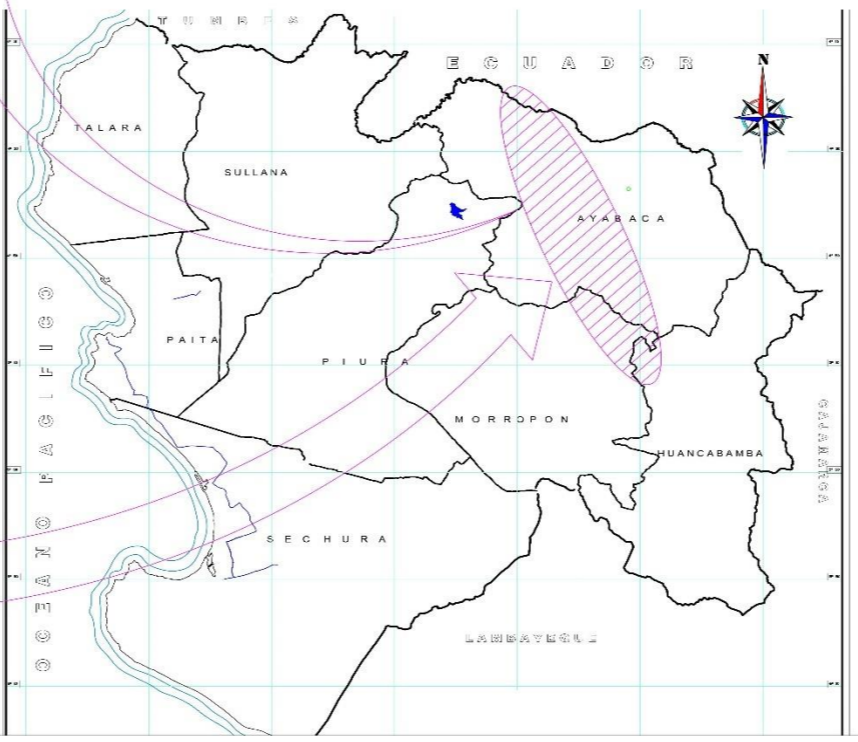 TUMBES
ECUADOR
N
TALARA
SULLANA
AYABACA
PAITA
PIURA
MORROPON
HUANCABAMBA
CAJAMARCA
OCEANO PACIFICO
SECHURA
LAMBAYEQUE